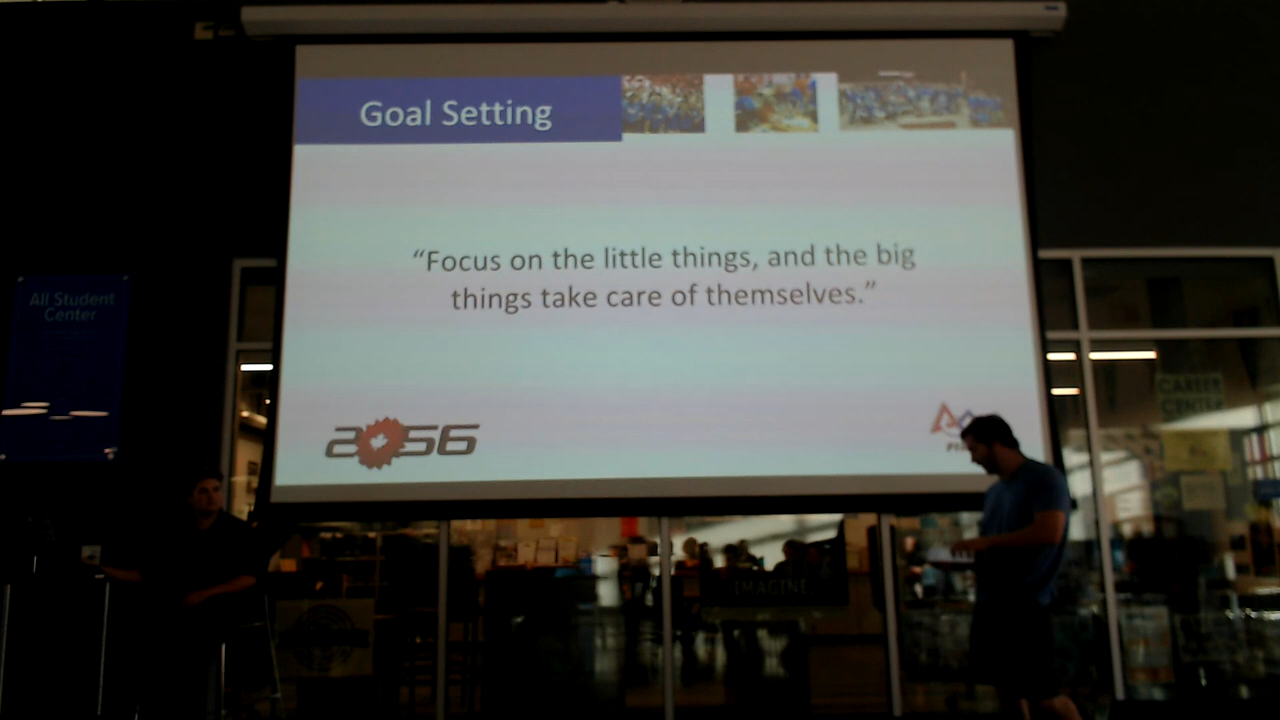 Goal Setting
“Focus on the little things, and the big
things take care of themselves.”
2056
All Student
Center
CAREER
CENTER
IMAGINE